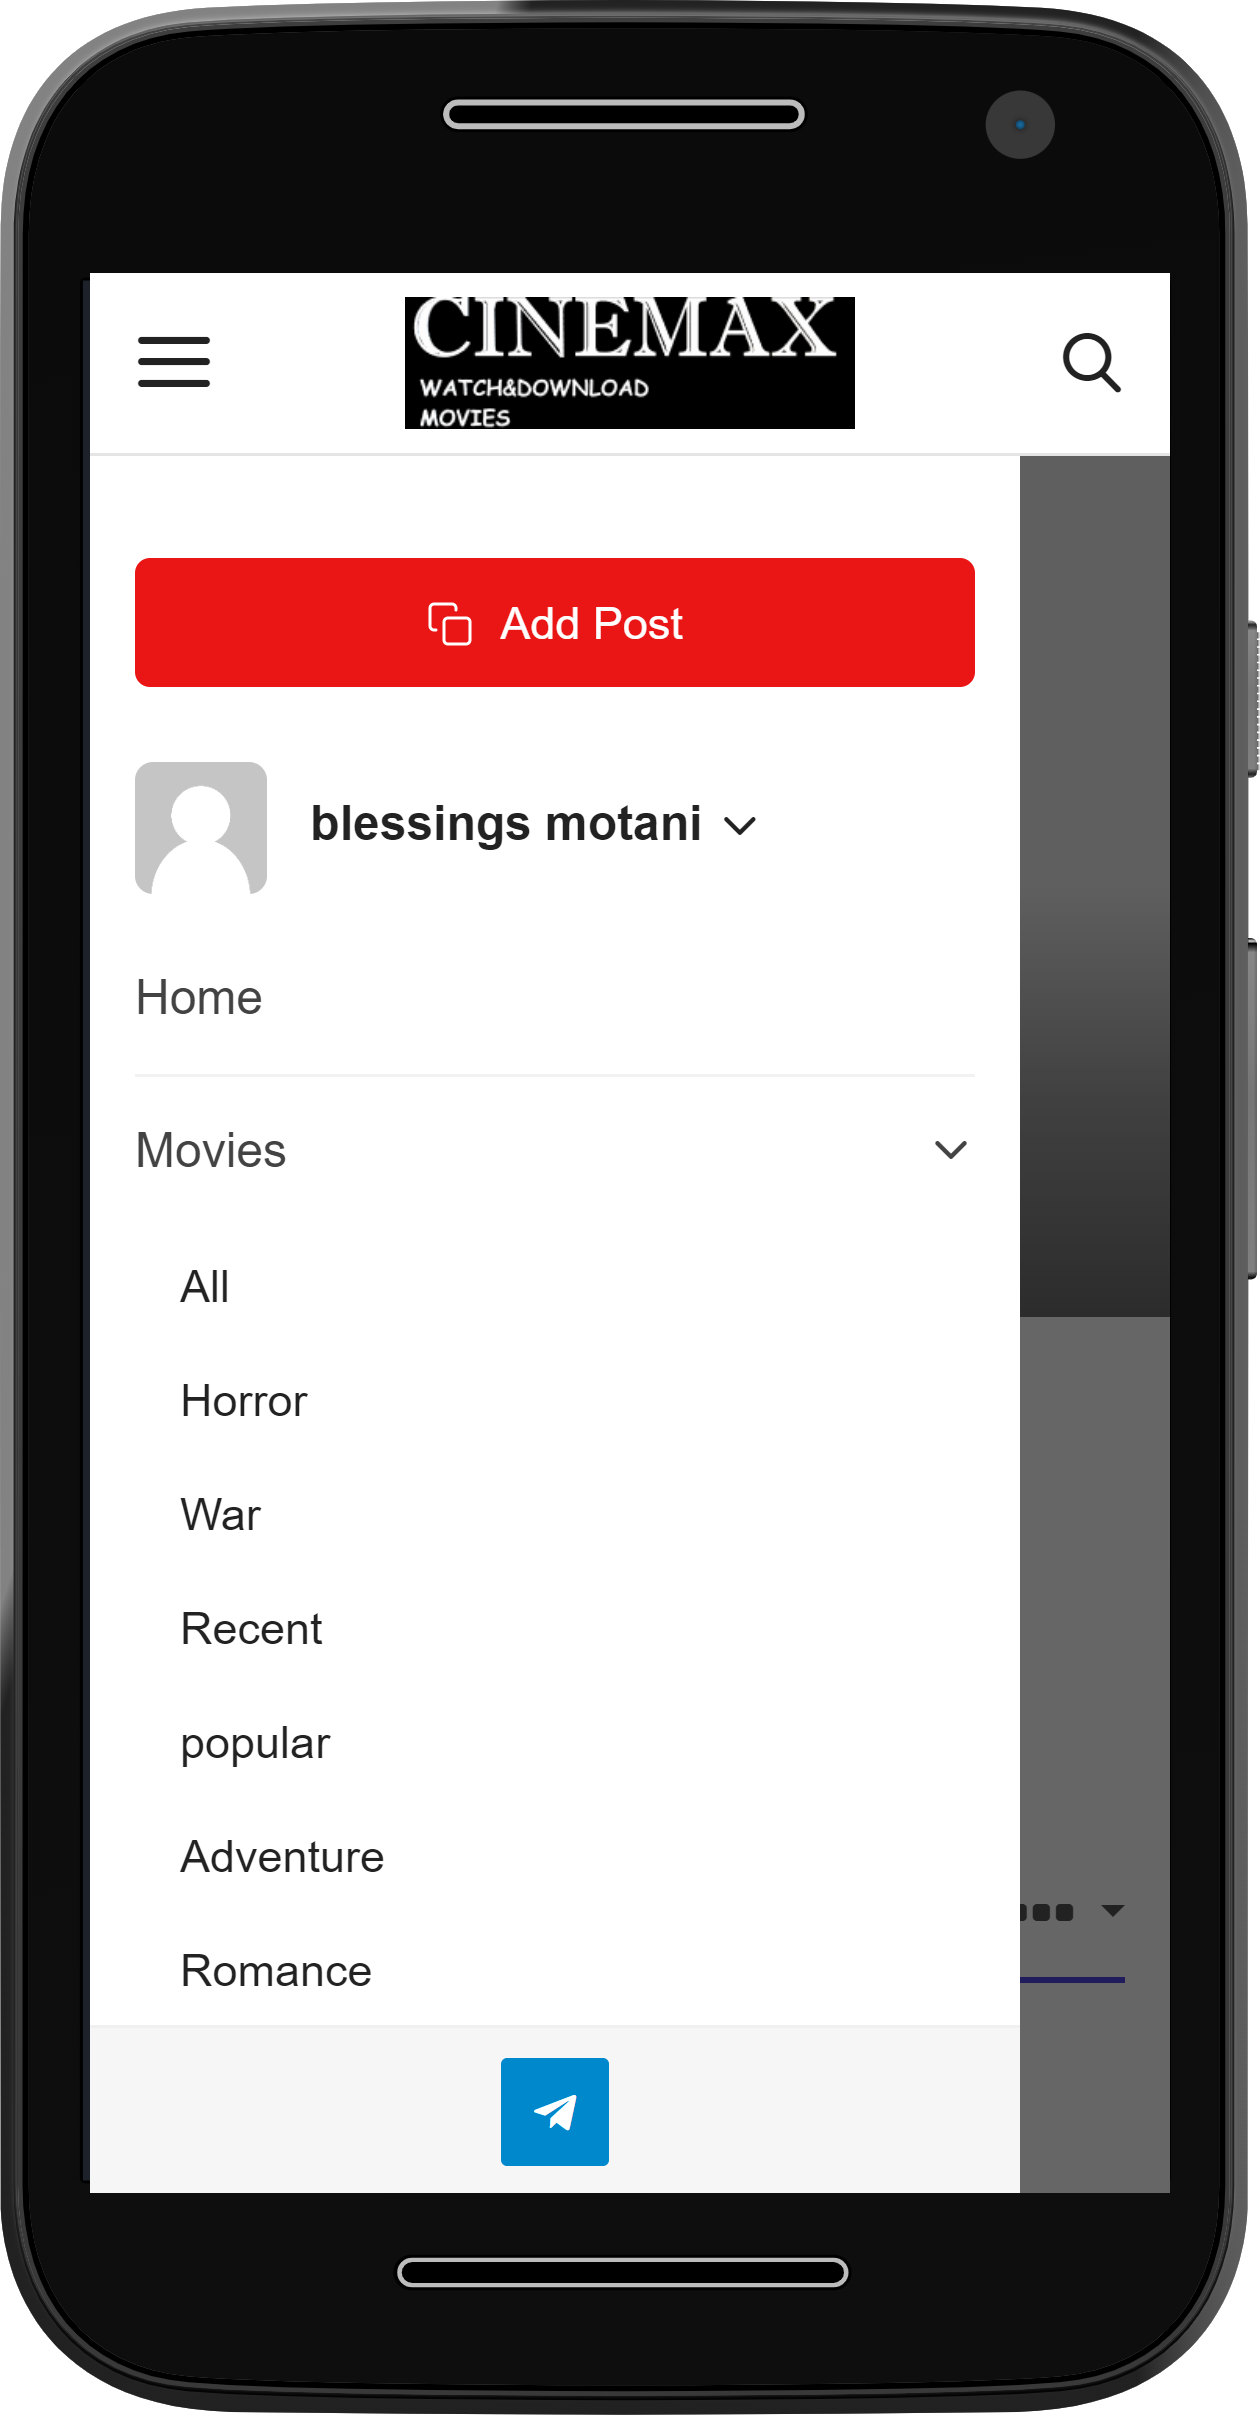 CINEMAX
WATCH&DOWNLOAD
MOVIES
Add Post
blessings motani
Home
Movies
All
Horror
War
Recent
popular
Adventure
Romance